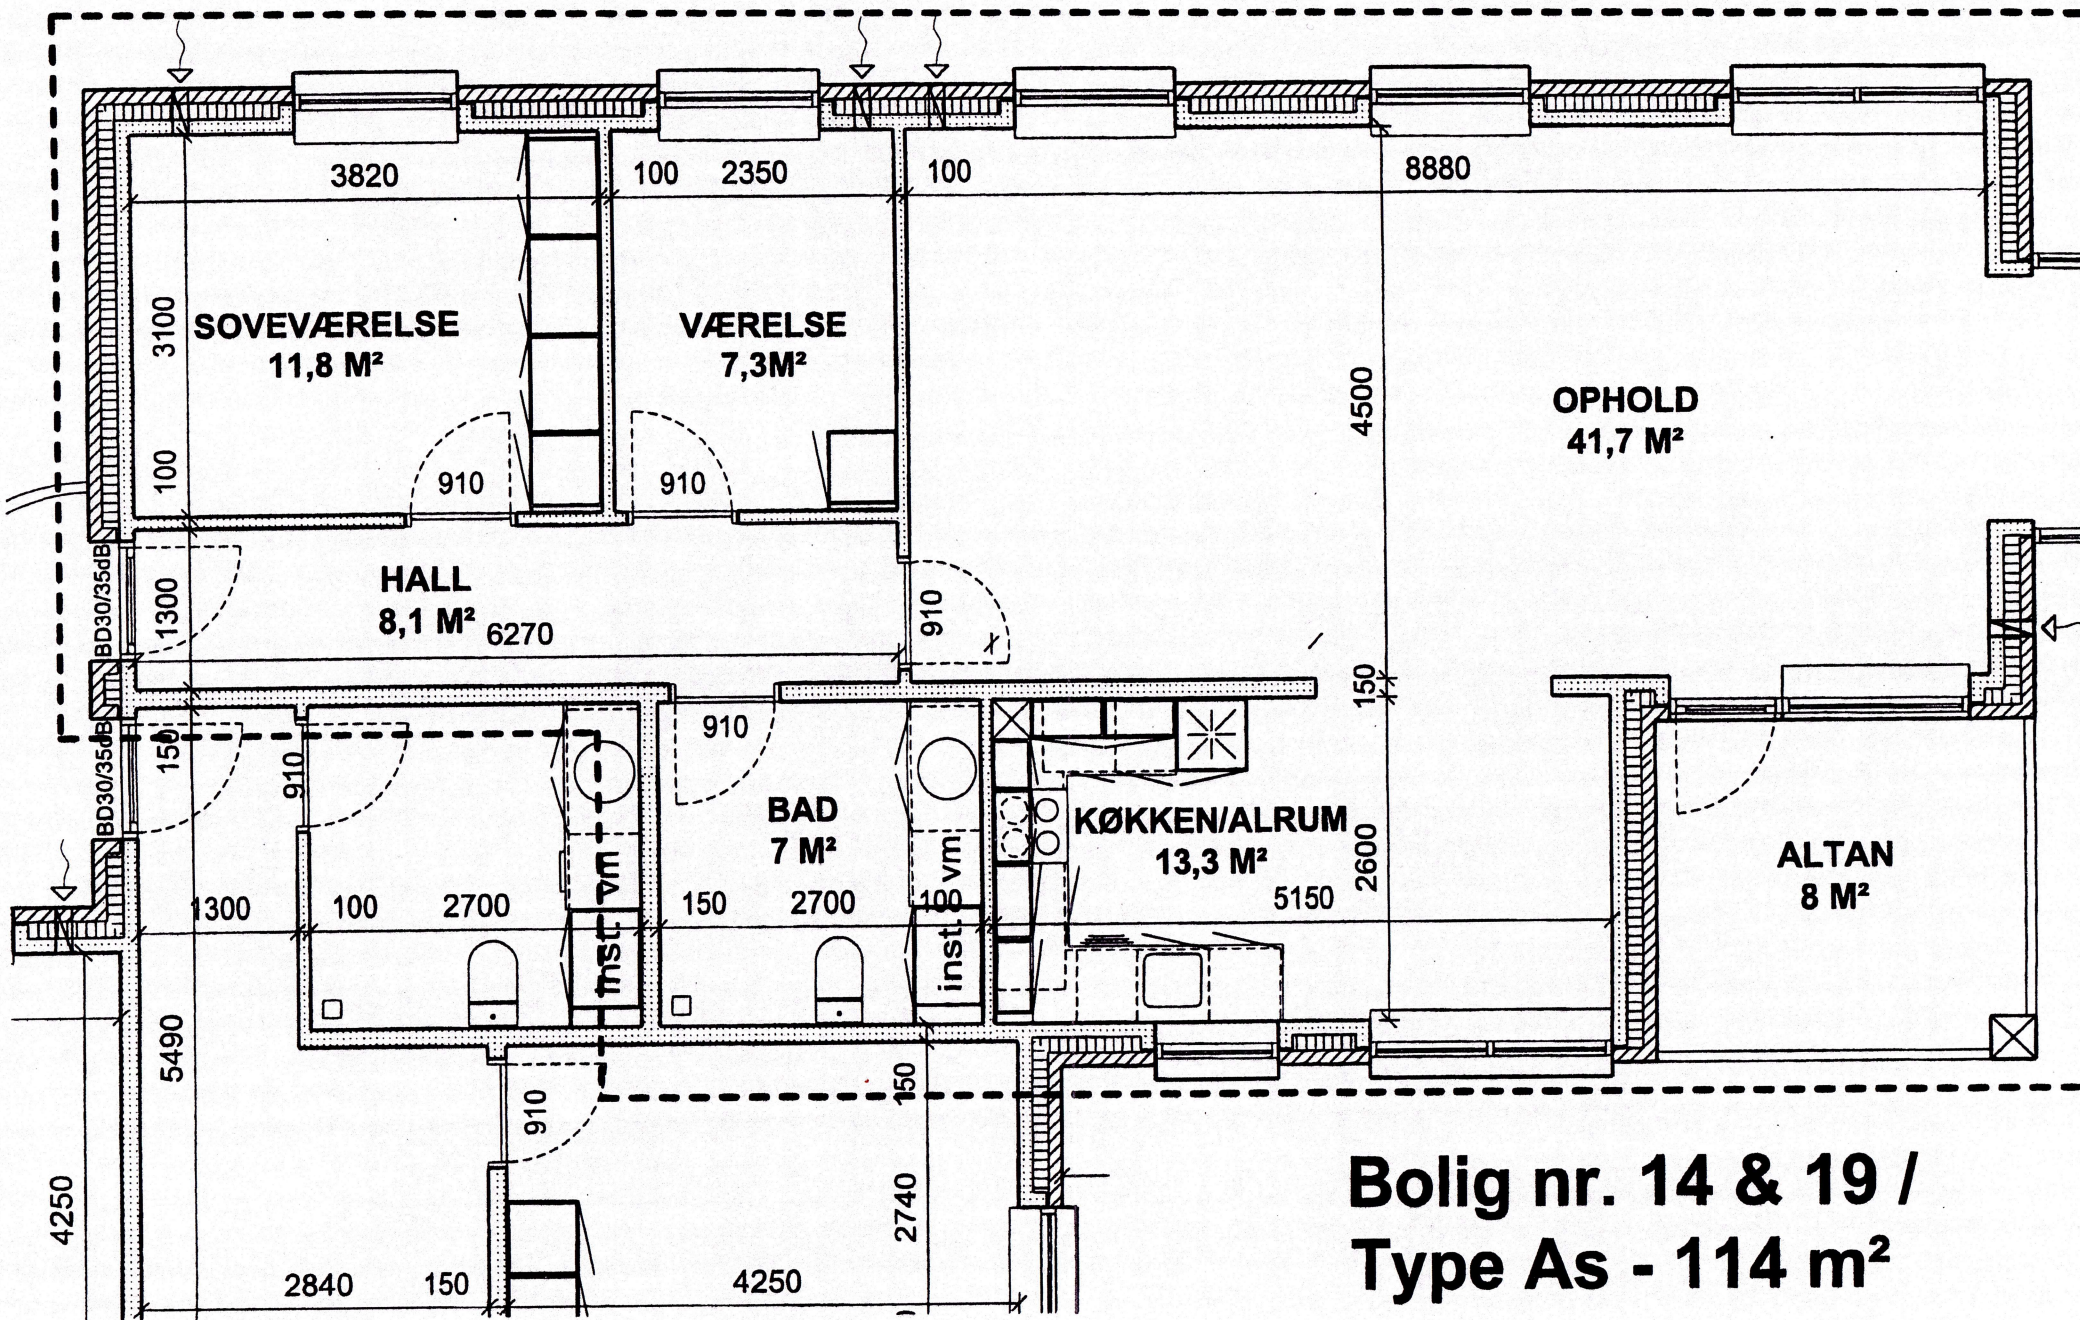 3820
100
2350
100
8880
3100
SOVEVÆRELSE
11,8 M²
VÆRELSE
7,3M²
4500
OPHOLD
41,7 M²
100
910
910
BD30/35dB
1300
HALL
8,1 M²
6270
910
150
BD30/35dB
150
910
910
BAD
7 M²
KØKKEN/ALRUM
13,3 M²
2600
ALTAN
8 M²
1300
100
2700
inst. vm
150
2700
100
inst. vm
5150
5490
910
150
4250
2740
2840
150
4250
Bolig nr. 14 & 19 /
Type As - 114 m²